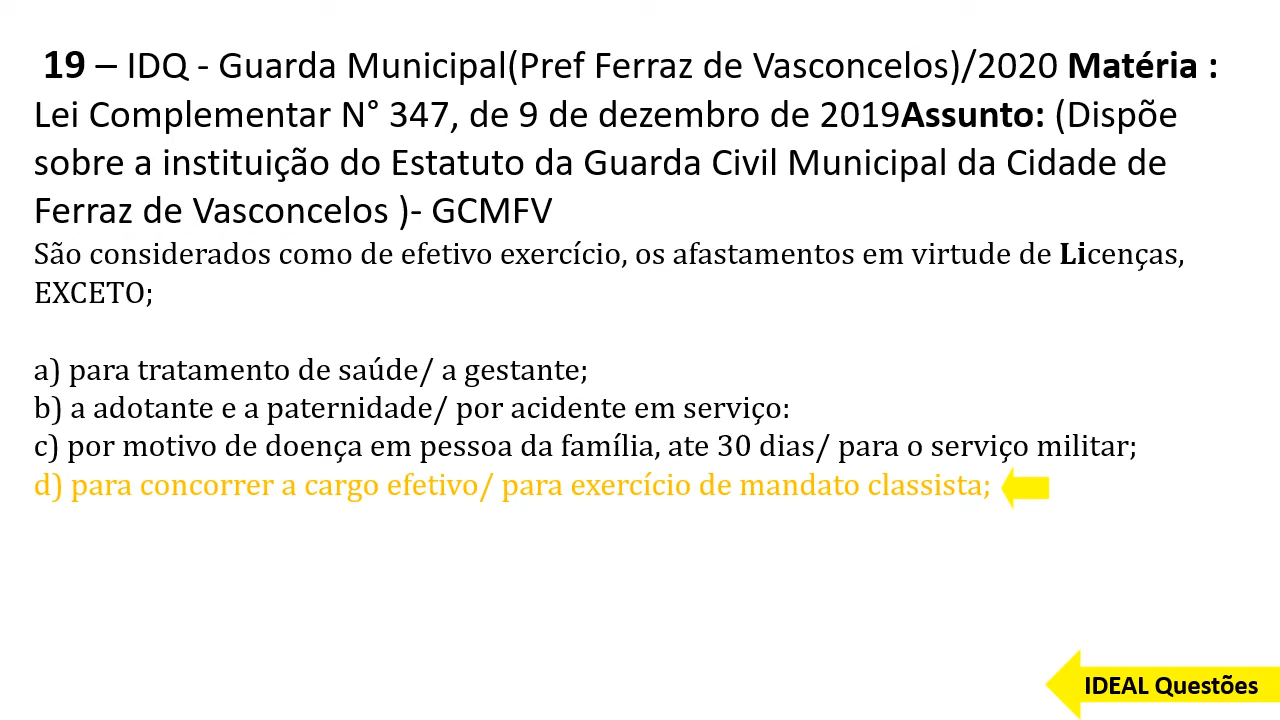 19 – IDQ - Guarda Municipal(Pref Ferraz de Vasconcelos)/2020 Matéria :
Lei Complementar N° 347, de 9 de dezembro de 2019Assunto: (Dispõe
sobre a instituição do Estatuto da Guarda Civil Municipal da Cidade de
Ferraz de Vasconcelos )- GCMFV
São considerados como de efetivo exercício, os afastamentos em virtude de Licenças,
EXCETO;
a) para tratamento de saúde/ a gestante;
b) a adotante e a paternidade/ por acidente em serviço:
c) por motivo de doença em pessoa da família, ate 30 dias/ para o serviço militar;
d) para concorrer a cargo efetivo/ para exercício de mandato classista;
IDEAL Questões